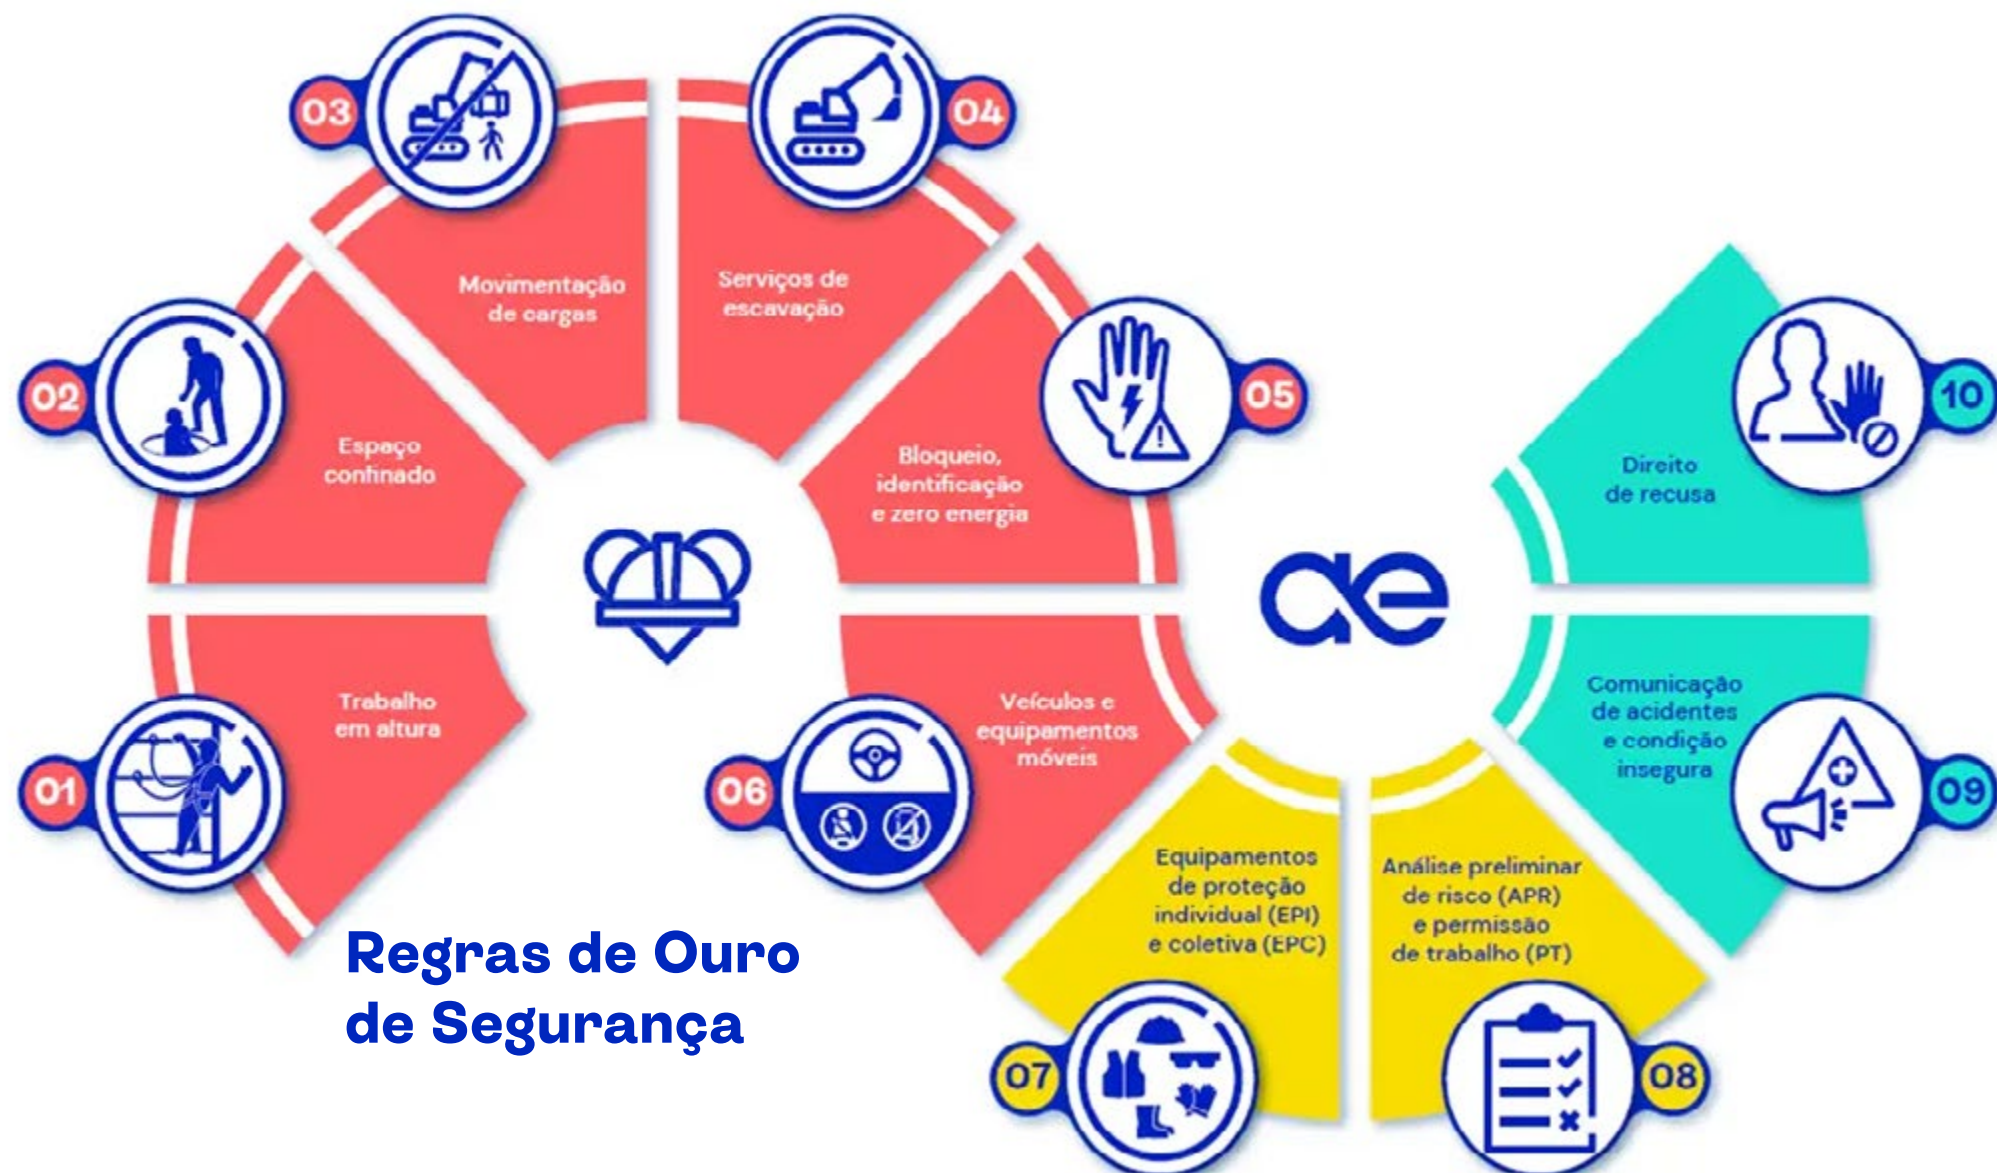 03
04
Movimentação
de cargas
Serviços de
escavação
02
Espaço
confinado
05
Bloqueio,
identificação
e zero energia
10
Direito
de recusa
ae
01
Trabalho
em altura
06
Veículos e
equipamentos
móveis
Comunicação
de acidentes
e condição
insegura
09
Equipamentos
de proteção
individual (EPI)
e coletiva (EPC)
Análise preliminar
de risco (APR)
e permissão
de trabalho (PT)
07
08
Regras de Ouro
de Segurança